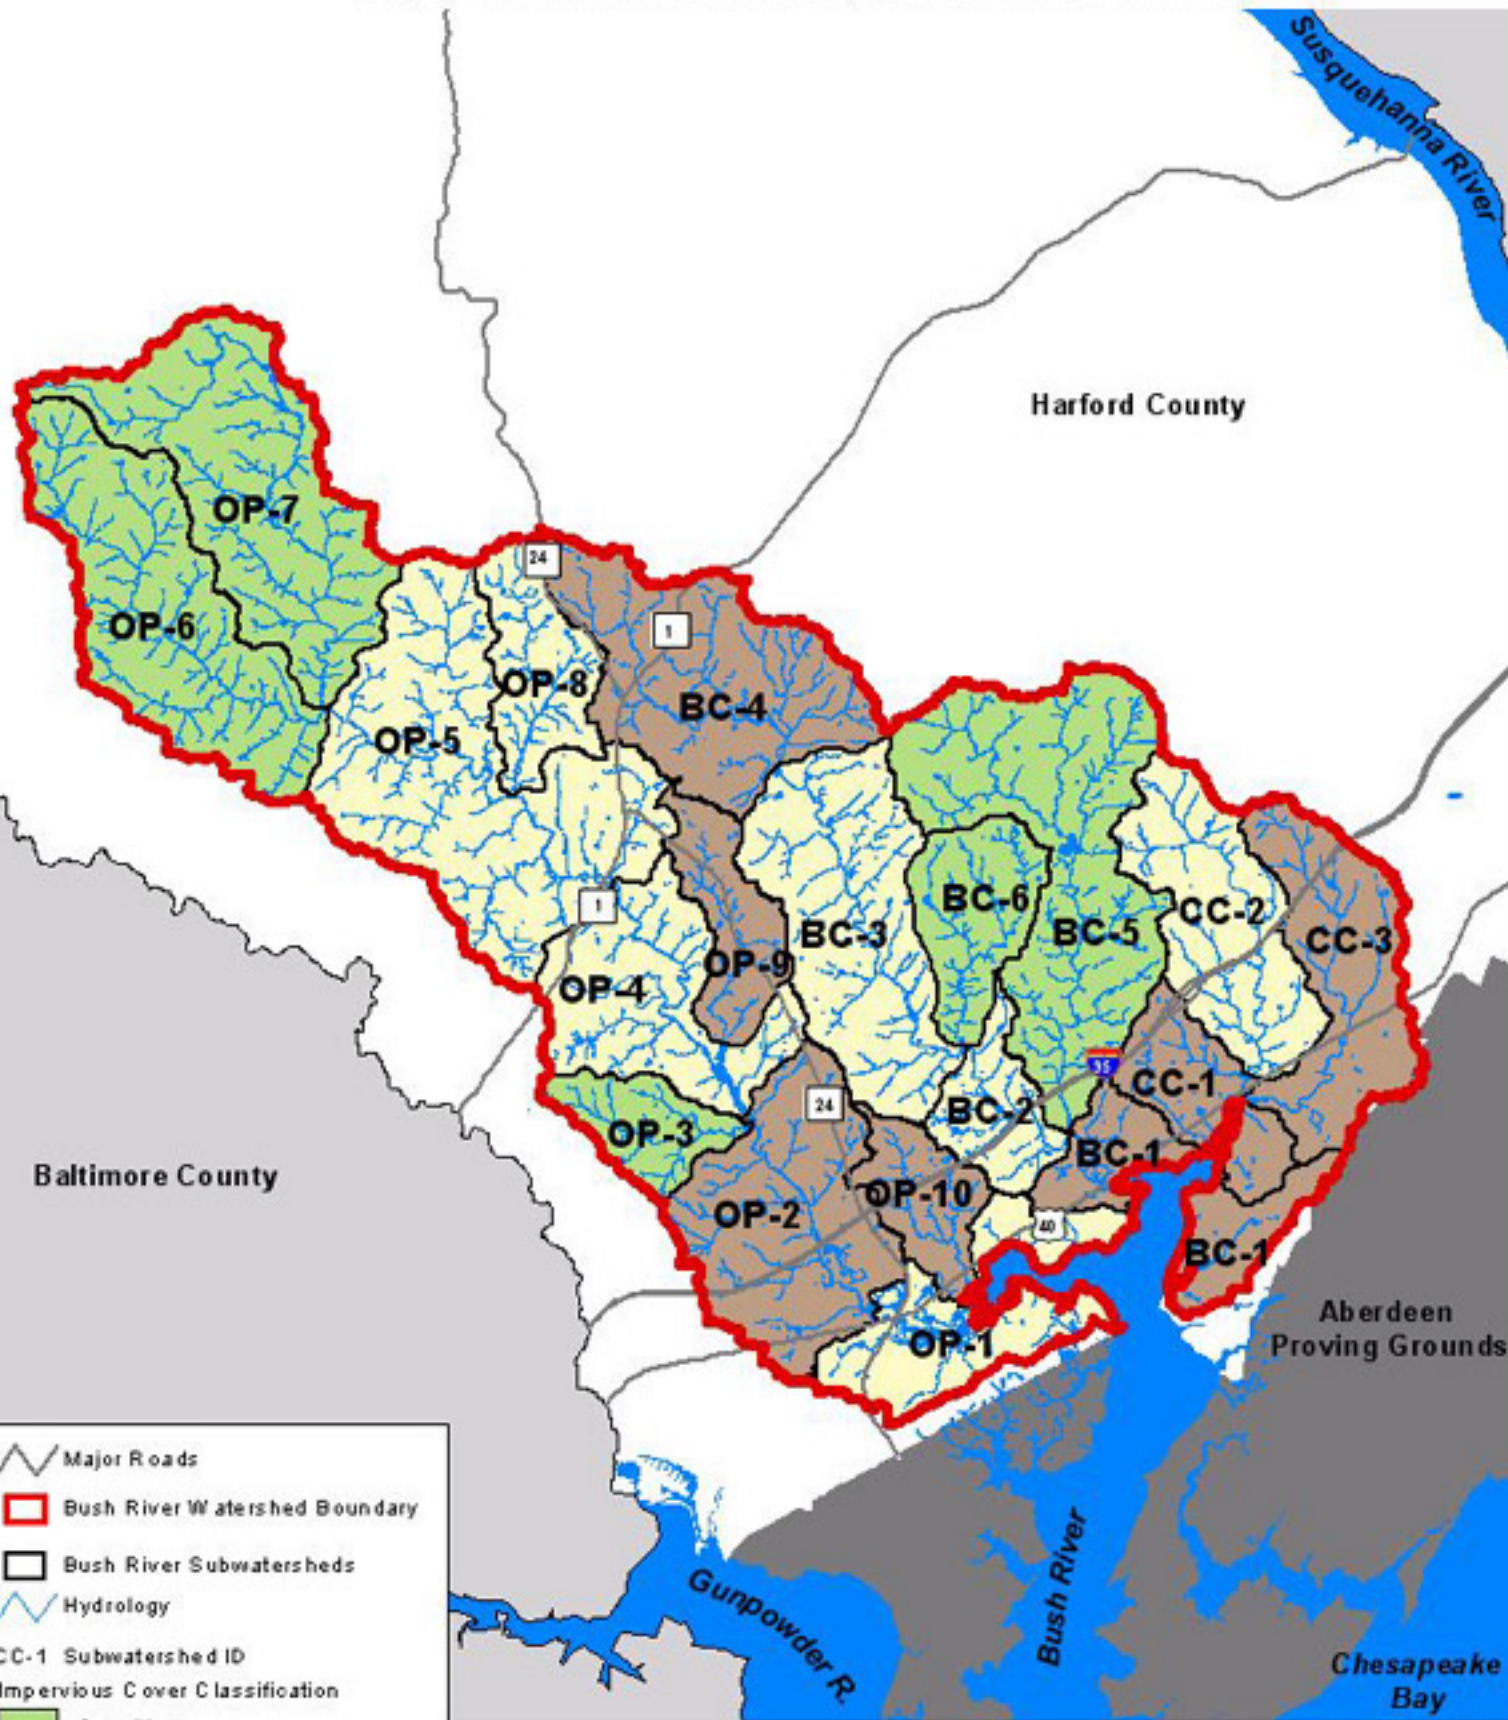 Susquehanna River
Harford County
OP-7
24
1
OP-6
OP-8
BC-4
OP-5
BC-6
CC-2
1
BC-3
BC-5
CC-3
OP-9
OP-4
95
CC-1
24
BC-2
OP-3
BC-1
Baltimore County
OP-10
OP-2
40
BC-1
OP-1
Aberdeen
Proving Grounds
Major Roads
Bush River Watershed Boundary
Bush River Subwatersheds
Hydrology
CC-1 Subwatershed ID
Impervious Cover Classification
Gunpowder R.
Bush River
Chesapeake
Bay